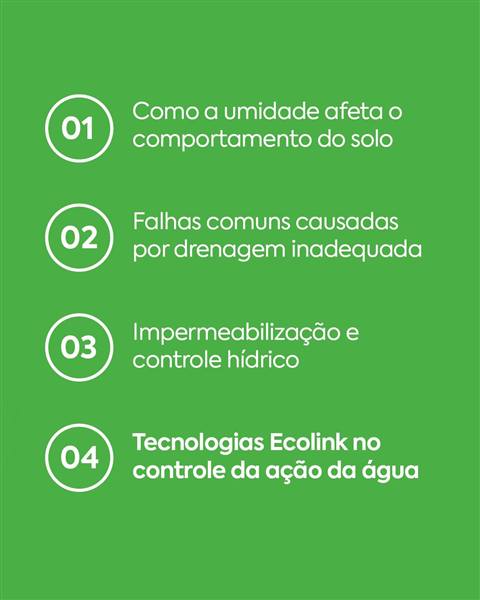 01
Como a umidade afeta o
comportamento do solo
02
Falhas comuns causadas
por drenagem inadequada
03
Impermeabilização e
controle hídrico
04
Tecnologias Ecolink no
controle da ação da água